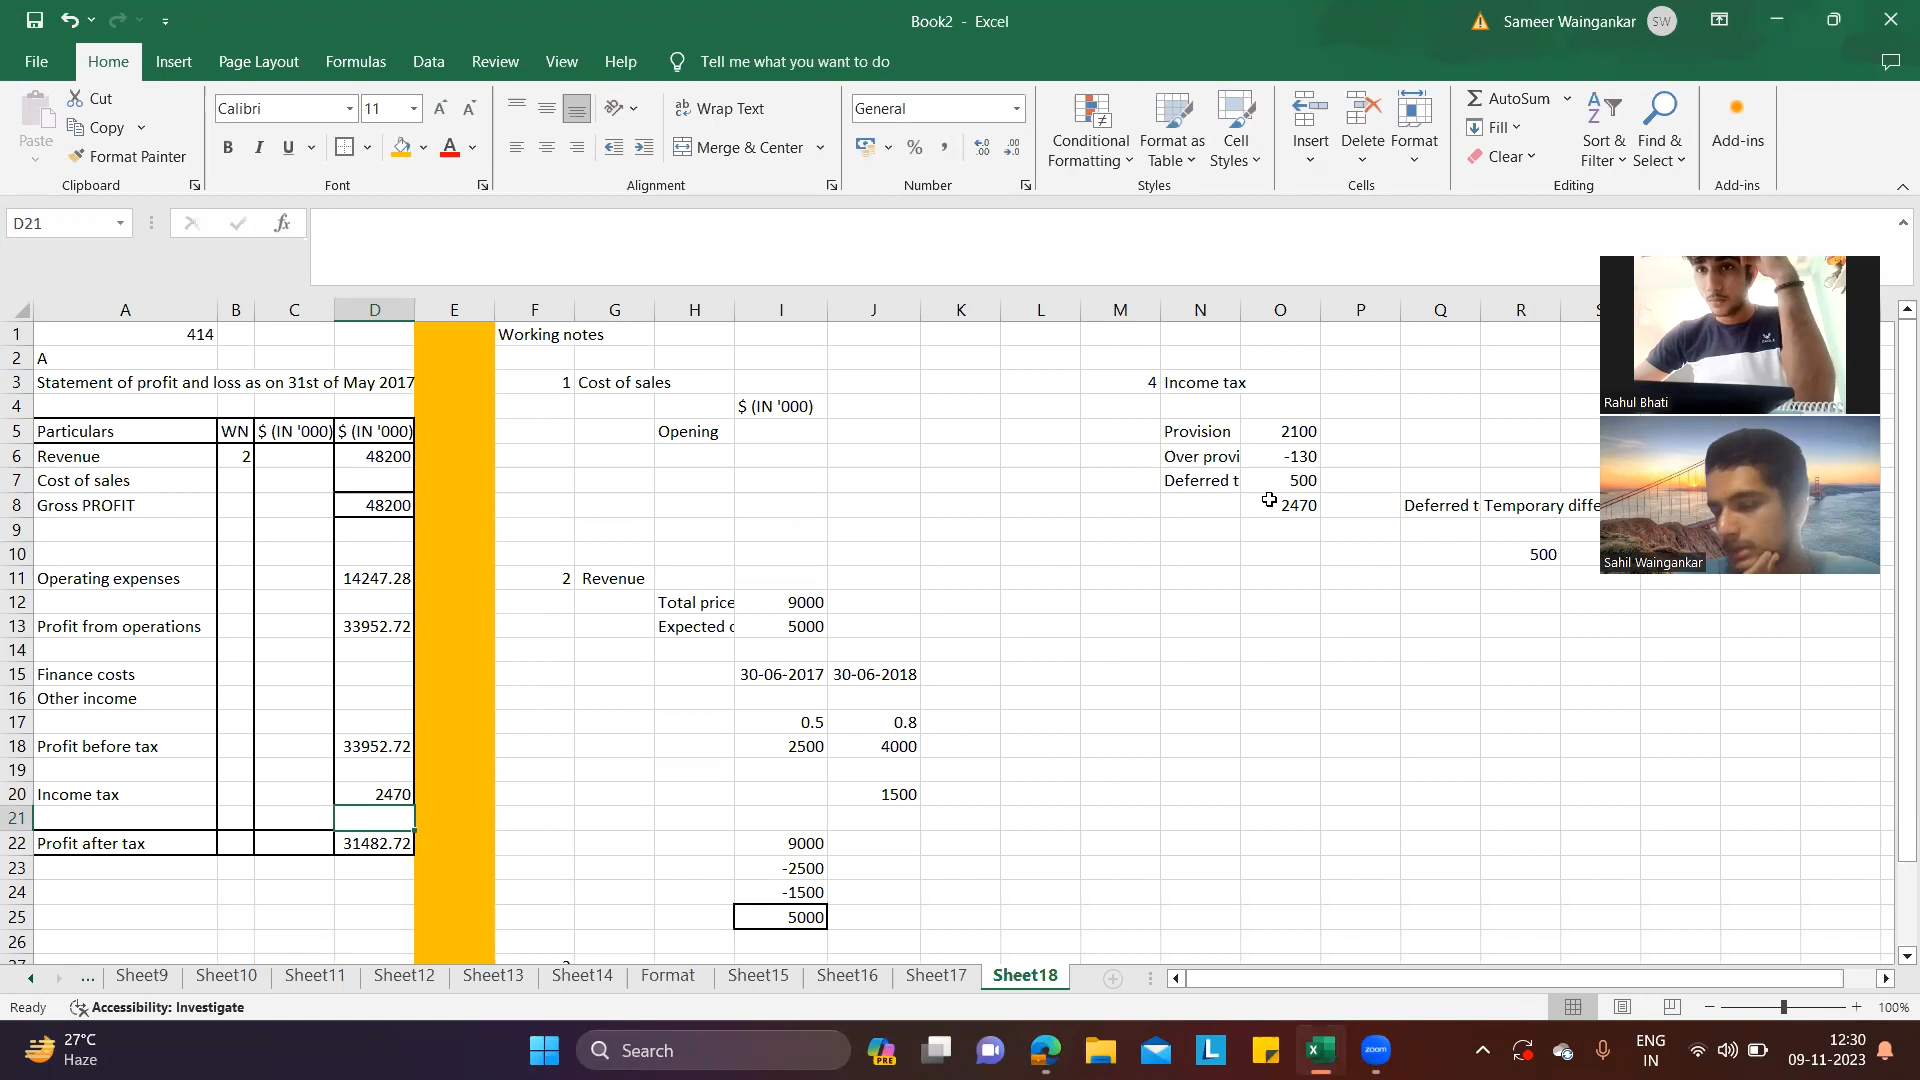 Book2 - Excel
Sameer Waingankar SW
File Home Insert Page Layout Formulas Data Review View Help Tell me what you want to do
Paste Cut Copy Format Painter Clipboard
Calibri 11 B I U A Font
Wrap Text Merge & Center Alignment
General % Number
Conditional Formatting Format as Table Cell Styles Styles
Insert Delete Format Cells
AutoSum Fill Clear Sort & Filter Find & Select Editing
Add-ins Add-ins
D21 fx
A B C D E F G H I J K L M N O P Q R
1 414 Working notes
2 A
3 Statement of profit and loss as on 31st of May 2017 1 Cost of sales 4 Income tax
4 $ (IN '000)
5 Particulars WN $ (IN '000) $ (IN '000) Opening Provision 2100
6 Revenue 2 48200 Over provi -130
7 Cost of sales Deferred t 500
8 Gross PROFIT 48200 2470 Deferred t Temporary diffe
9
10 500
11 Operating expenses 14247.28 2 Revenue
12 Total price 9000
13 Profit from operations 33952.72 Expected c 5000
14
15 Finance costs 30-06-2017 30-06-2018
16 Other income
17 0.5 0.8
18 Profit before tax 33952.72 2500 4000
19
20 Income tax 2470 1500
21
22 Profit after tax 31482.72 9000
23 -2500
24 -1500
25 5000
26
Rahul Bhati
Sahil Waingankar
... Sheet9 Sheet10 Sheet11 Sheet12 Sheet13 Sheet14 Format Sheet15 Sheet16 Sheet17 Sheet18
Ready Accessibility: Investigate 100%
27°C
Haze
Search
PRE
L
zoom
ENG
IN
12:30
09-11-2023